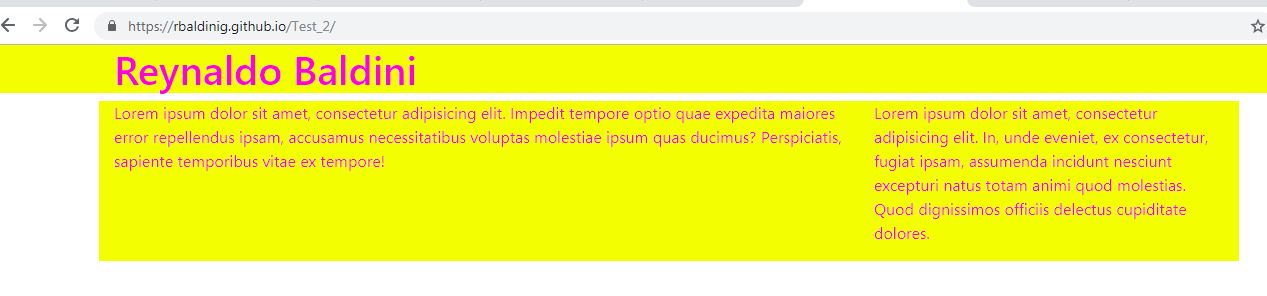 https://rbaldinig.github.io/Test_2/
Reynaldo Baldini
Lorem ipsum dolor sit amet, consectetur adipisicing elit. Impedit tempore optio quae expedita maiores
error repellendus ipsam, accusamus necessitatibus voluptas molestiae ipsum quas ducimus? Perspiciatis,
sapiente temporibus vitae ex tempore!
Lorem ipsum dolor sit amet, consectetur
adipisicing elit. In, unde eveniet, ex consectetur,
fugiat ipsam, assumenda incidunt nesciunt
excepturi natus totam animi quod molestias.
Quod dignissimos officiis delectus cupiditate
dolores.